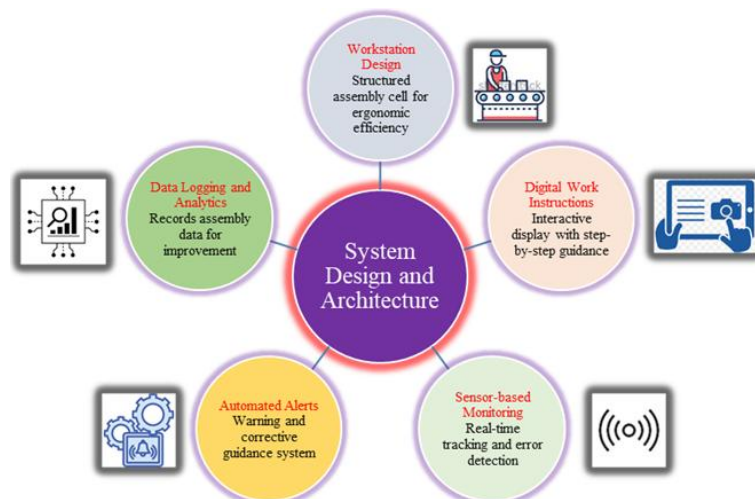 Workstation
Design
Structured
assembly cell for
ergonomic
efficiency
Data Logging and
Analytics
Records assembly
data for
improvement
Digital Work
Instructions
Interactive
display with step-
by-step guidance
System
Design and
Architecture
Automated Alerts
Warning and
corrective
guidance system
Sensor-based
Monitoring
Real-time
tracking and error
detection